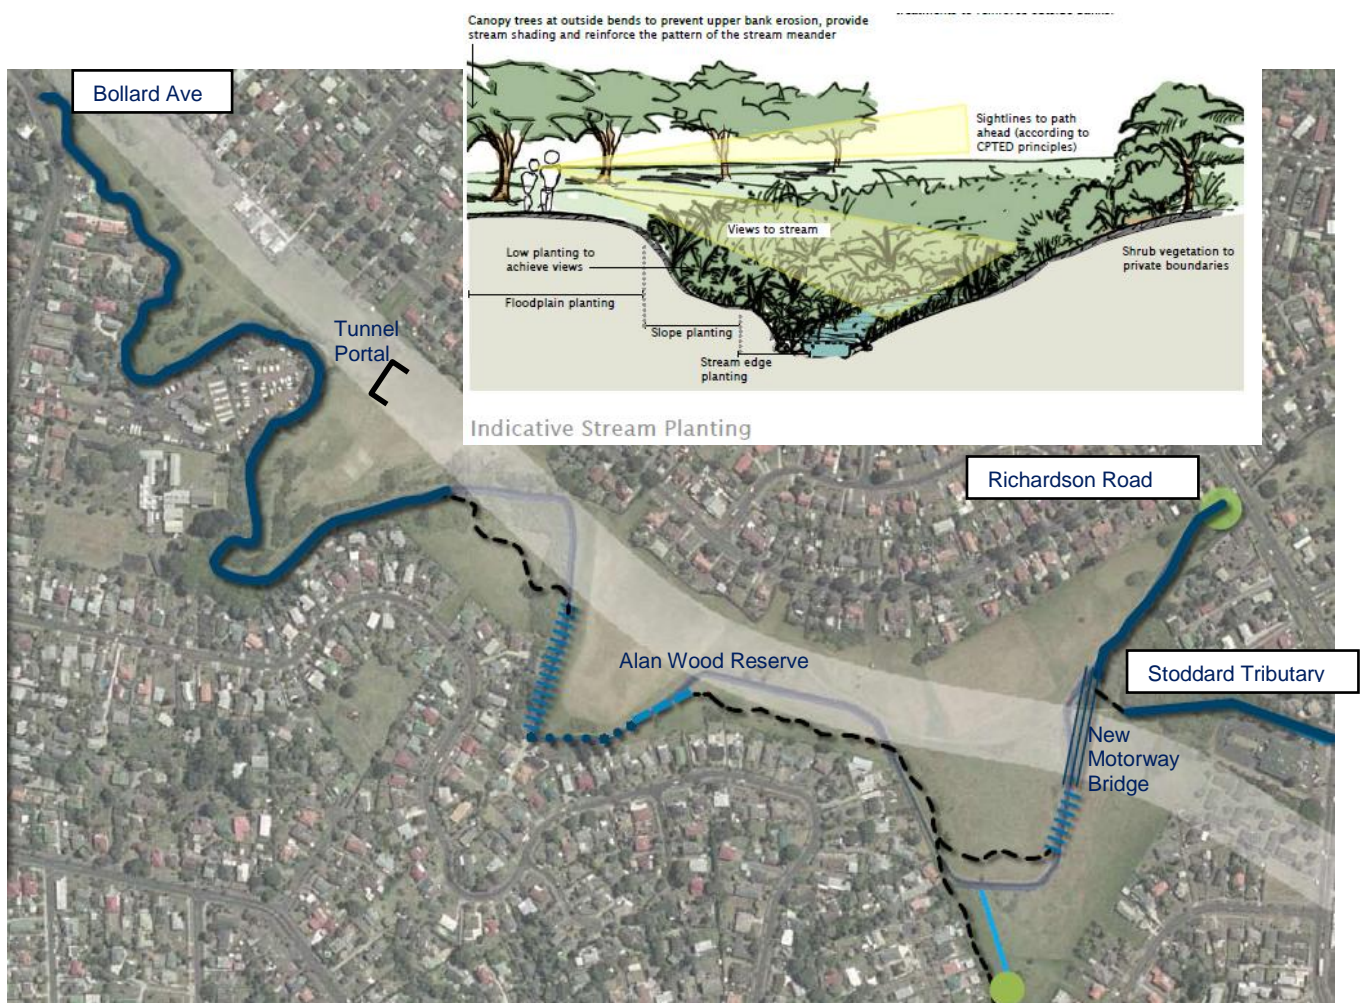 Canopy trees at outside bends to prevent upper bank erosion, provide
stream shading and reinforce the pattern of the stream meander
Bollard Ave
Sightlines to path
ahead (according to
CPTED principles)
Views to stream
Low planting to
achieve views
Shrub vegetation to
private boundaries
Floodplain planting
Slope planting
Stream edge
planting
Tunnel
Portal
Indicative Stream Planting
Richardson Road
Alan Wood Reserve
Stoddard Tributary
New
Motorway
Bridge